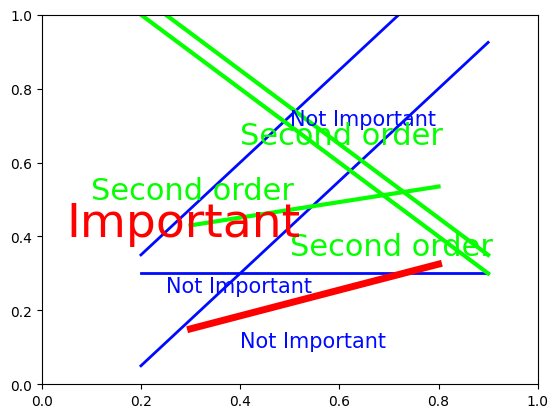 1.0
0.8
Not Important
Second order
0.6
Second order
Important
0.4
Second order
Not Important
0.2
Not Important
0.0
0.0 0.2 0.4 0.6 0.8 1.0